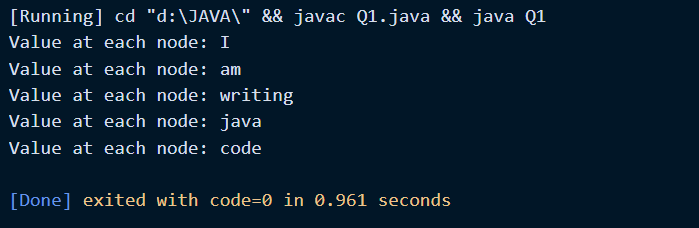 [Running] cd "d:\JAVA\" && javac Q1.java && java Q1
Value at each node: I
Value at each node: am
Value at each node: writing
Value at each node: java
Value at each node: code
[Done] exited with code=0 in 0.961 seconds